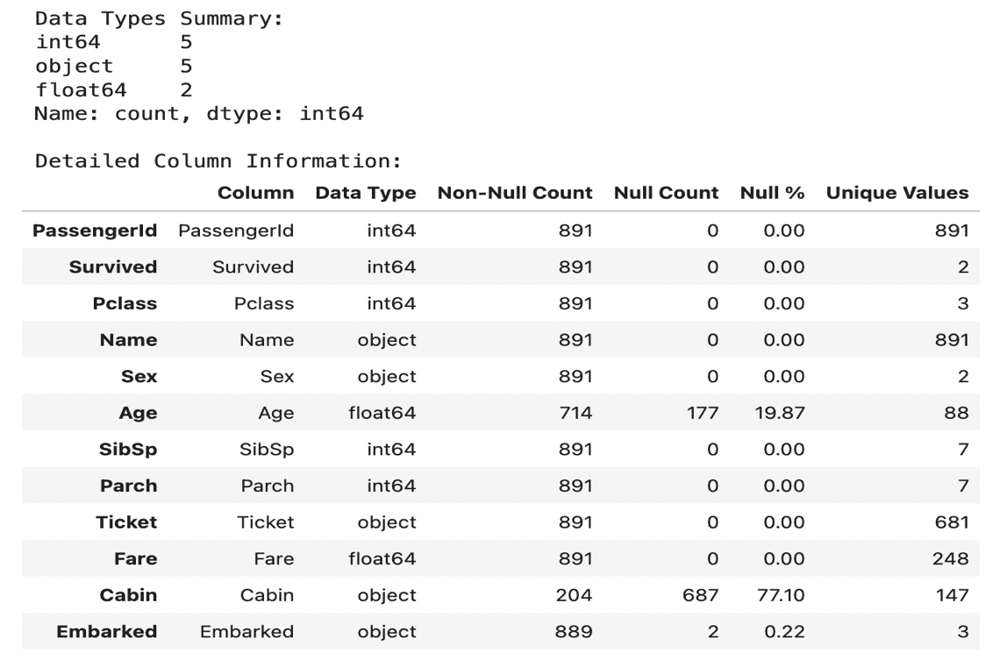 Data Types Summary:
int64 5
object 5
float64 2
Name: count, dtype: int64
Detailed Column Information:
Column Data Type Non-Null Count Null Count Null % Unique Values
PassengerId PassengerId int64 891 0 0.00 891
Survived Survived int64 891 0 0.00 2
Pclass Pclass int64 891 0 0.00 3
Name Name object 891 0 0.00 891
Sex Sex object 891 0 0.00 2
Age Age float64 714 177 19.87 88
SibSp SibSp int64 891 0 0.00 7
Parch Parch int64 891 0 0.00 7
Ticket Ticket object 891 0 0.00 681
Fare Fare float64 891 0 0.00 248
Cabin Cabin object 204 687 77.10 147
Embarked Embarked object 889 2 0.22 3